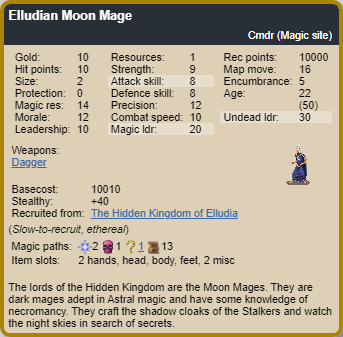 Elludian Moon Mage
Cmdr (Magic site)
Gold: 10 Resources: 1 Rec points: 10000
Hit points: 10 Strength: 9 Map move: 16
Size: 2 Attack skill: 8 Encumbrance: 5
Protection: 0 Defence skill: 8 Age: 22
Magic res: 14 Precision: 12 (50)
Morale: 12 Combat speed: 10 Undead ldr: 30
Leadership: 10 Magic ldr: 20
Weapons:
Dagger
Basecost: 10010
Stealthy: +40
Recruited from: The Hidden Kingdom of Elludia
(Slow-to-recruit, ethereal)
Magic paths: 2 1 ? 1 13
Item slots: 2 hands, head, body, feet, 2 misc
The lords of the Hidden Kingdom are the Moon Mages. They are
dark mages adept in Astral magic and have some knowledge of
necromancy. They craft the shadow cloaks of the Stalkers and watch
the night skies in search of secrets.